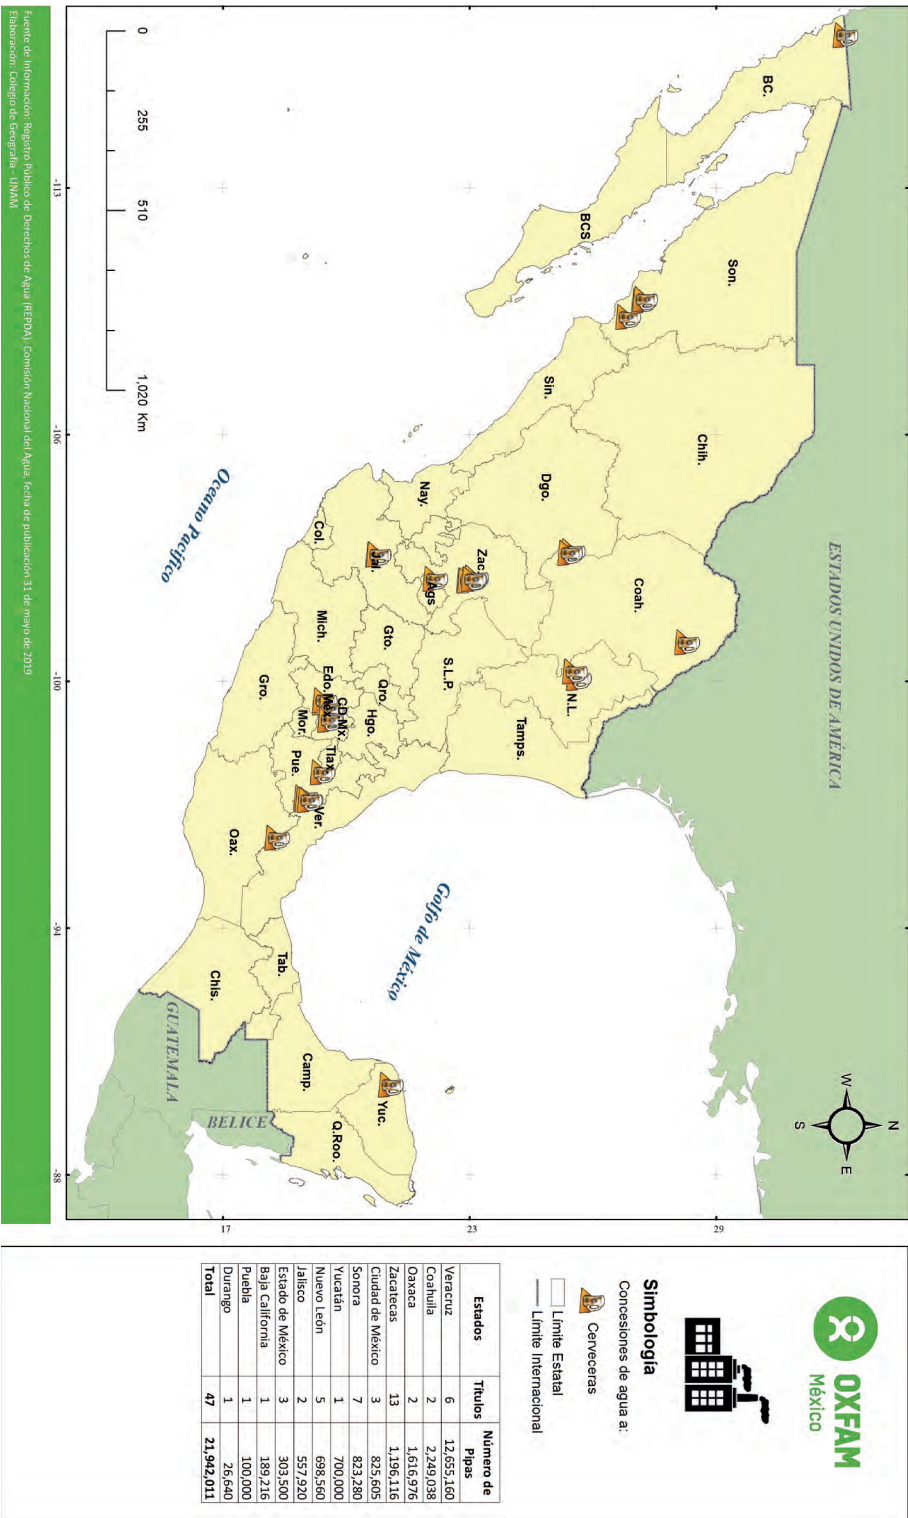 ESTADOS UNIDOS DE AMÉRICA
BC.
BCS
Son.
Chih.
Sin.
Coah.
Dgo.
N.L.
Tamps.
Zac.
Nay.
Ags
S.L.P.
Jal.
Col.
Gto.
Qro.
Hgo.
Mich.
Edo.Méx.
CD.Mx.
Mor.
Tlax.
Pue.
Ver.
Gro.
Oax.
Tab.
Chis.
Camp.
Yuc.
Q.Roo.
Golfo de México
Oceano Pacífico
GUATEMALA
BELICE
N
W
E
S
29
23
17
-113
-106
-100
-94
-88
0 255 510 1,020 Km
Fuente de Información: Registro Público de Derechos de Agua (REPDA). Comisión Nacional del Agua, fecha de publicación 31 de mayo de 2019
Elaboración: Colegio de Geografía - UNAM
OXFAM
México
Simbología
Concesiones de agua a:
Cerveceras
Límite Estatal
Límite Internacional
Estados Títulos Número de Pipas
Veracruz 6 12,655,160
Coahuila 2 2,249,038
Oaxaca 2 1,616,976
Zacatecas 13 1,196,116
Ciudad de México 3 825,605
Sonora 7 823,280
Yucatán 1 700,000
Nuevo León 5 698,560
Jalisco 2 557,920
Estado de México 3 303,500
Baja California 1 189,216
Puebla 1 100,000
Durango 1 26,640
Total 47 21,942,011